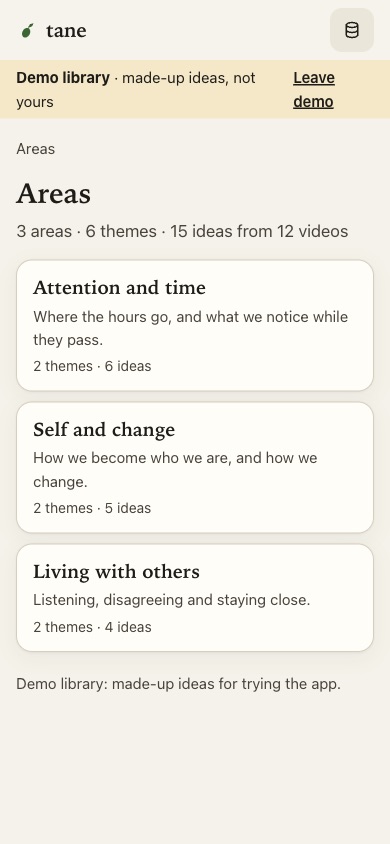 tane
Demo library · made-up ideas, not
yours
Leave
demo
Areas
Areas
3 areas · 6 themes · 15 ideas from 12 videos
Attention and time
Where the hours go, and what we notice while
they pass.
2 themes · 6 ideas
Self and change
How we become who we are, and how we
change.
2 themes · 5 ideas
Living with others
Listening, disagreeing and staying close.
2 themes · 4 ideas
Demo library: made-up ideas for trying the app.